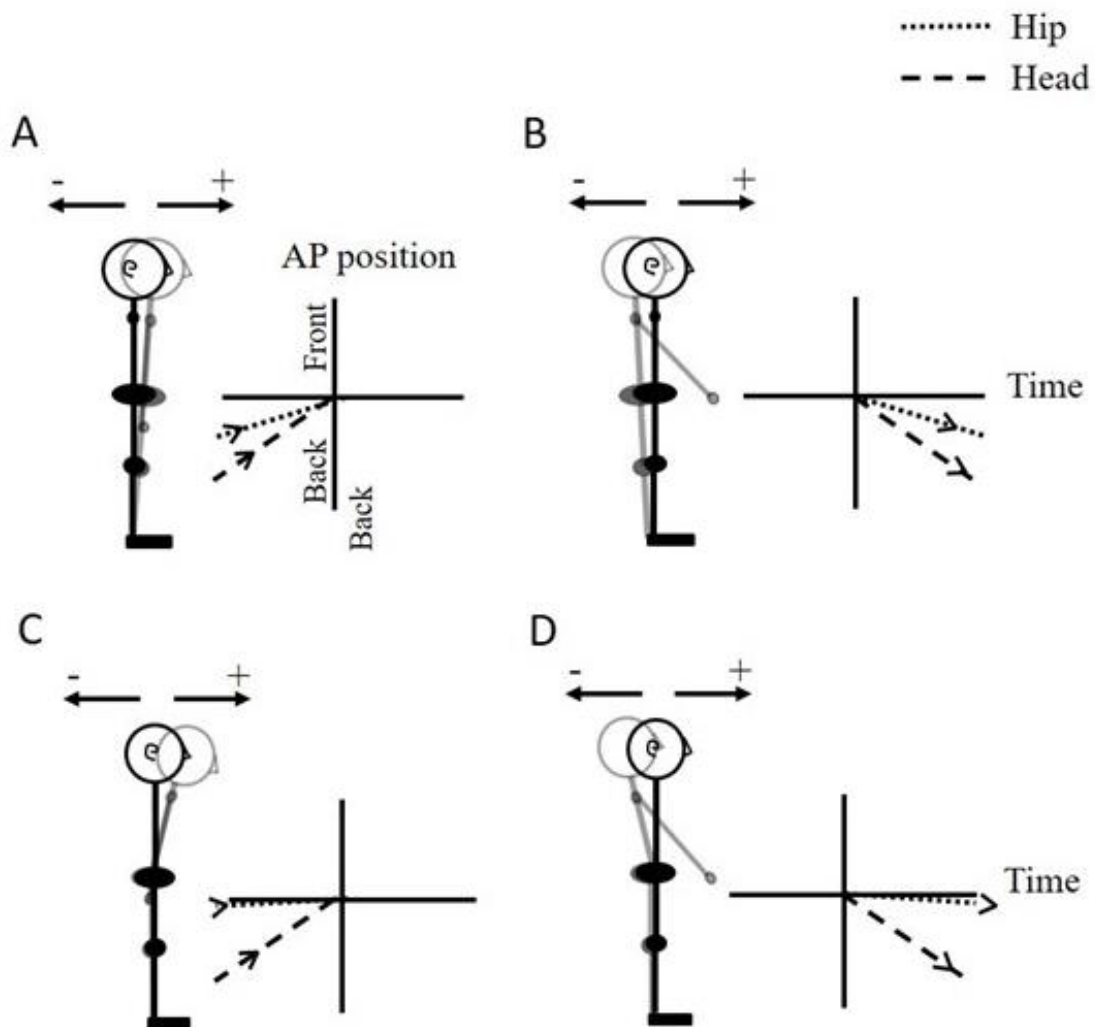 Hip
Head
A
B
- +
- +
AP position
Front
Back
Back
Time
C
D
- +
- +
Time